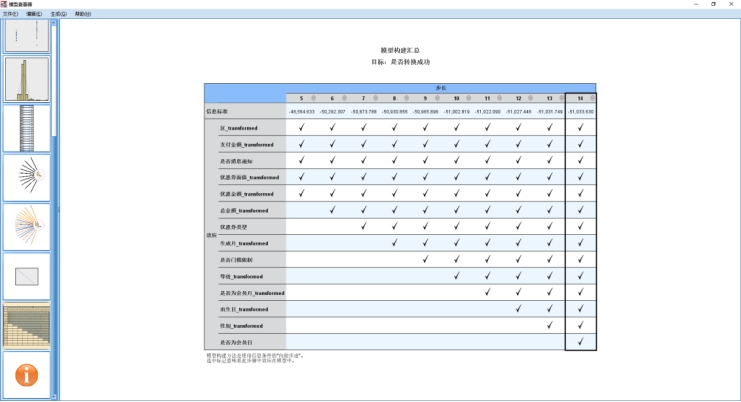 模型查看器
文件(F) 编辑(E) 生成(G) 帮助(H)
模型构建汇总
目标：是否转换成功
步长
5 6 7 8 9 10 11 12 13 14
信息标准 -50,282.307 -50,873.786 -51,002.819 -51,022.090 -51,027.446 -51,031.749 -51,033.630
区_transformed ✓ ✓ ✓ ✓ ✓ ✓ ✓ ✓ ✓ ✓
支付金额_transformed ✓ ✓ ✓ ✓ ✓ ✓ ✓ ✓ ✓ ✓
是否消息通知 ✓ ✓ ✓ ✓ ✓ ✓ ✓ ✓ ✓ ✓
优惠券面值_transformed ✓ ✓ ✓ ✓ ✓ ✓ ✓ ✓ ✓ ✓
优惠金额_transformed ✓ ✓ ✓ ✓ ✓ ✓ ✓ ✓ ✓ ✓
总金额_transformed ✓ ✓ ✓ ✓ ✓ ✓ ✓ ✓ ✓
优惠券类型 ✓ ✓ ✓ ✓ ✓ ✓ ✓ ✓
效应
生成月_transformed ✓ ✓ ✓ ✓ ✓ ✓ ✓
是否门槛限制 ✓ ✓ ✓ ✓ ✓ ✓
等级_transformed ✓ ✓ ✓ ✓ ✓
是否为会员月_transformed ✓ ✓ ✓ ✓
出生日_transformed ✓ ✓ ✓
性别_transformed ✓ ✓
是否为会员日 ✓
模型构建方法是使用信息条件的"向前步进"。
选中标记意味着此步骤中效应在模型中。